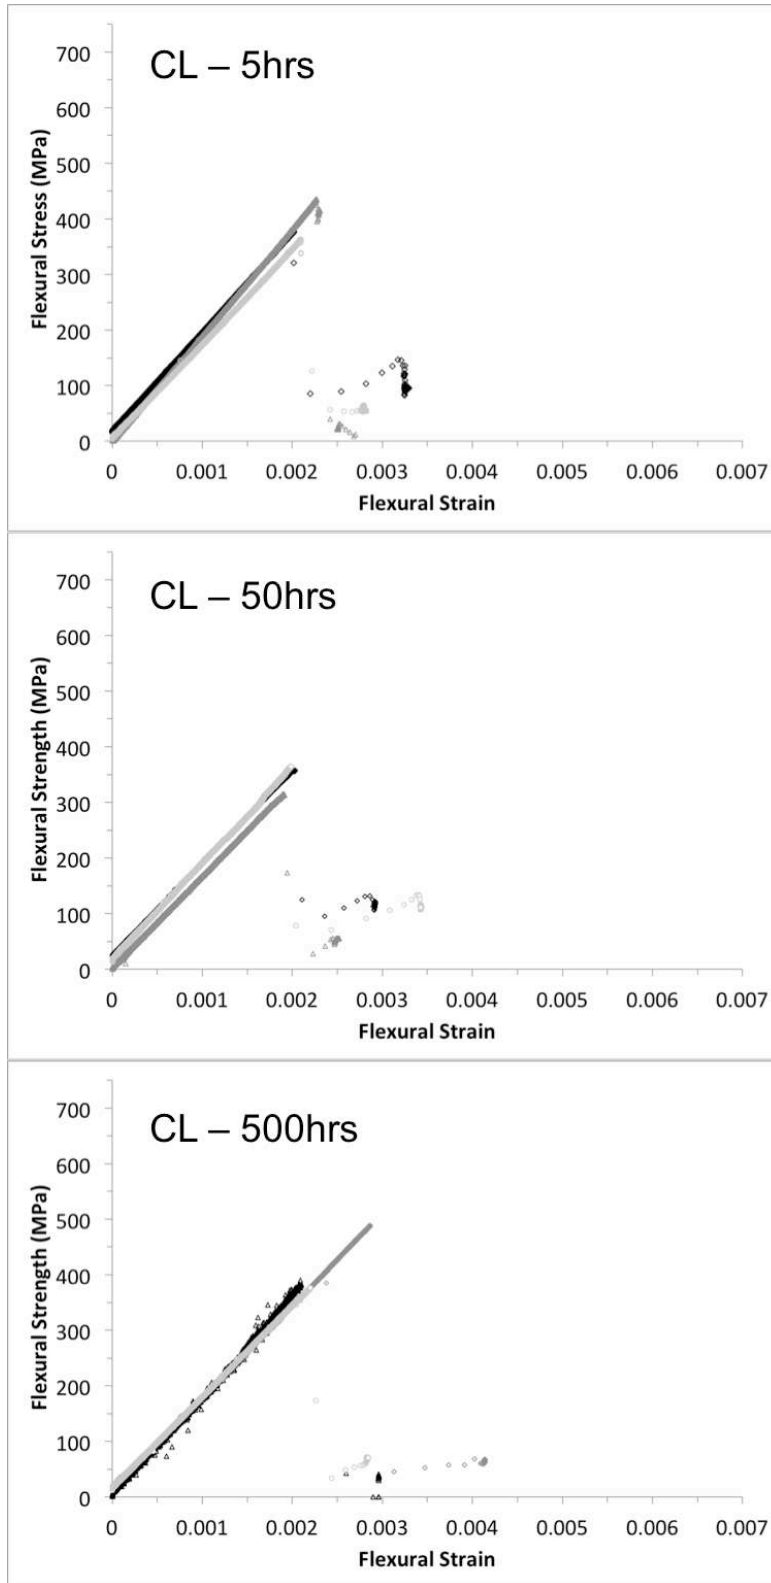 CL – 5hrs
Flexural Stress (MPa)
700
600
500
400
300
200
100
0
0 0.001 0.002 0.003 0.004 0.005 0.006 0.007
Flexural Strain
CL – 50hrs
Flexural Strength (MPa)
700
600
500
400
300
200
100
0
0 0.001 0.002 0.003 0.004 0.005 0.006 0.007
Flexural Strain
CL – 500hrs
Flexural Strength (MPa)
700
600
500
400
300
200
100
0
0 0.001 0.002 0.003 0.004 0.005 0.006 0.007
Flexural Strain